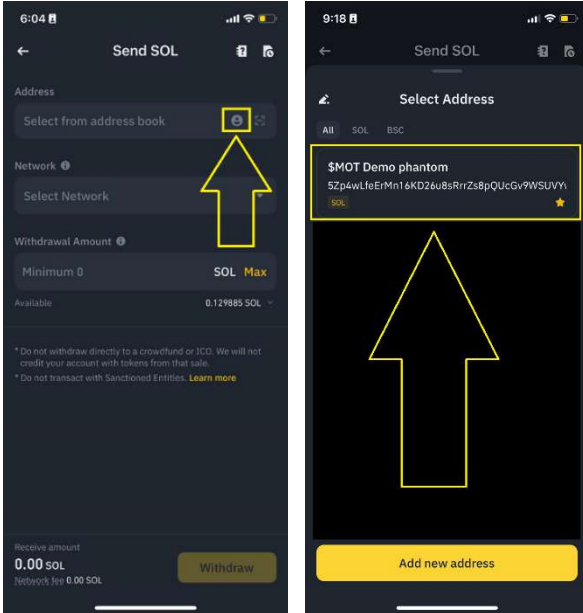 6:04
Send SOL
Address
Select from address book
Network
Select Network
Withdrawal Amount
Minimum 0
SOL Max
Available
0.129885 SOL
* Do not withdraw directly to a crowdfund or ICO. We will not
credit your account with tokens from that sale.
* Do not transact with Sanctioned Entities. Learn more
Receive amount
0.00 SOL
Network fee 0.00 SOL
Withdraw
9:18
Send SOL
Select Address
All SOL BSC
$MOT Demo phantom
5Zp4wLfeErMn16KD26u8sRrrZs8pQUcGv9WSUVY
SOL
Add new address